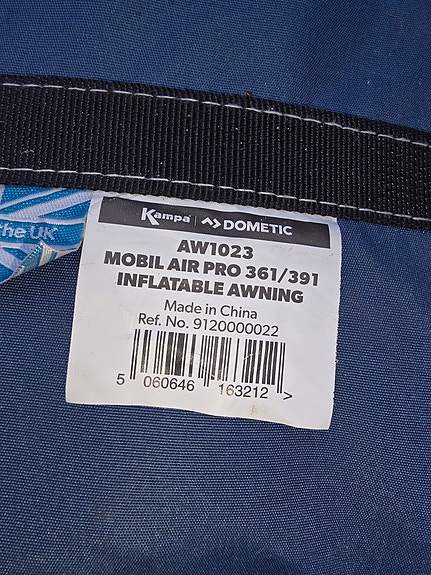 the UK
Kampa | DOMETIC
AW1023
MOBIL AIR PRO 361/391
INFLATABLE AWNING
Made in China
Ref. No. 9120000022
5 060646 163212 >